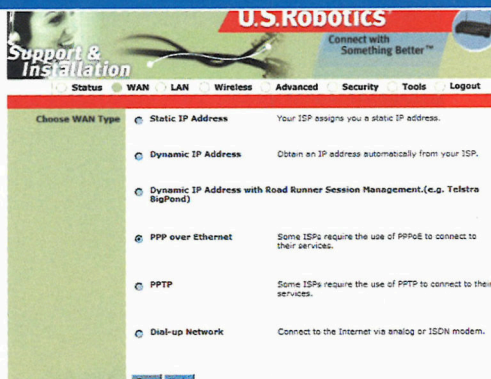 U.S.Robotics
Connect with
Something Better™
Support &
Installation
Status WAN LAN Wireless Advanced Security Tools Logout
Choose WAN Type
Static IP Address Your ISP assigns you a static IP address.
Dynamic IP Address Obtain an IP address automatically from your ISP.
Dynamic IP Address with Road Runner Session Management.(e.g. Telstra
BigPond)
PPP over Ethernet Some ISPs require the use of PPPoE to connect to
their services.
PPTP Some ISPs require the use of PPTP to connect to their
services.
Dial-up Network Connect to the Internet via analog or ISDN modem.